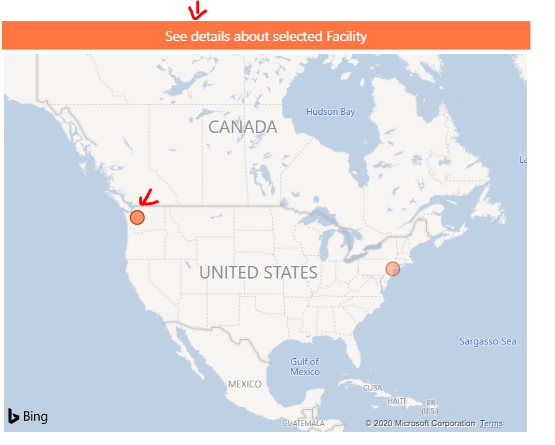 See details about selected Facility
Hudson Bay
CANADA
UNITED STATES
Sargasso Sea
Gulf of
Mexico
MEXICO
CUBA
HAITI
PR
(U.S.)
GUATEMALA
Bing
© 2020 Microsoft Corporation Terms